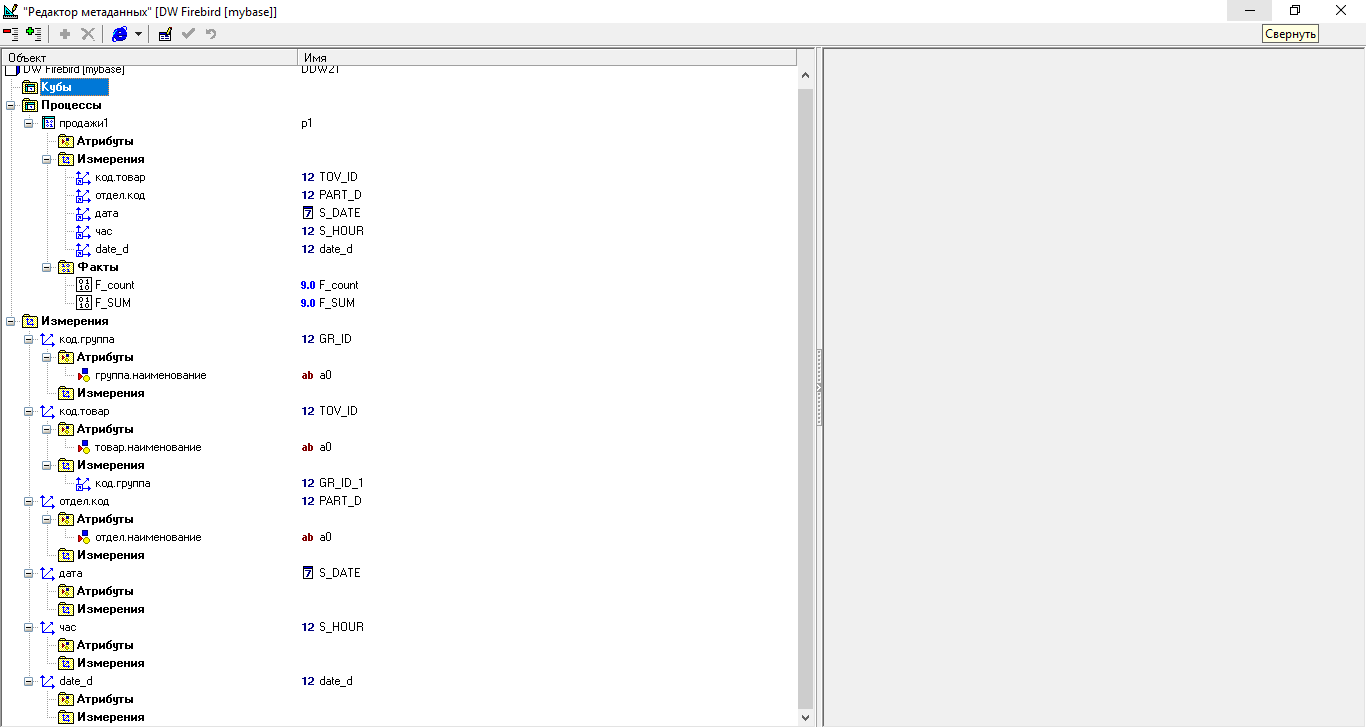 "Редактор метаданных" [DW Firebird [mybase]]
Свернуть
Объект Имя
DW Firebird [mybase] DDW21
Кубы
Процессы
продажи1 p1
Атрибуты
Измерения
код.товар 12 TOV_ID
отдел.код 12 PART_D
дата 7 S_DATE
час 12 S_HOUR
date_d 12 date_d
Факты
F_count 9.0 F_count
F_SUM 9.0 F_SUM
Измерения
код.группа 12 GR_ID
Атрибуты
группа.наименование ab a0
Измерения
код.товар 12 TOV_ID
Атрибуты
товар.наименование ab a0
Измерения
код.группа 12 GR_ID_1
отдел.код 12 PART_D
Атрибуты
отдел.наименование ab a0
Измерения
дата 7 S_DATE
Атрибуты
Измерения
час 12 S_HOUR
Атрибуты
Измерения
date_d 12 date_d
Атрибуты
Измерения